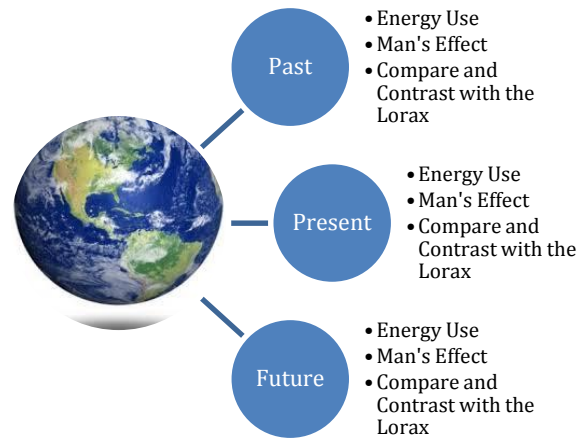 Past
• Energy Use
• Man's Effect
• Compare and
Contrast with the
Lorax
Present
• Energy Use
• Man's Effect
• Compare and
Contrast with the
Lorax
Future
• Energy Use
• Man's Effect
• Compare and
Contrast with the
Lorax